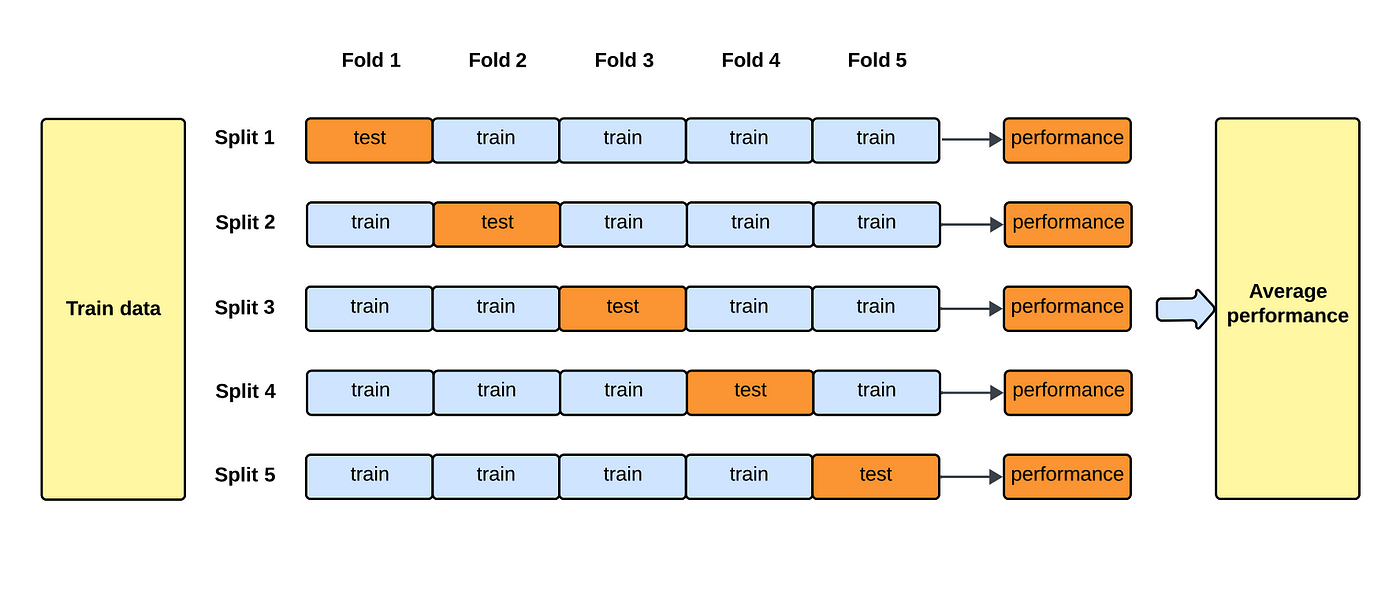 Fold 1 Fold 2 Fold 3 Fold 4 Fold 5
Split 1 test train train train train performance
Split 2 train test train train train performance
Split 3 train train test train train performance
Train data
Average
performance
Split 4 train train train test train performance
Split 5 train train train train test performance